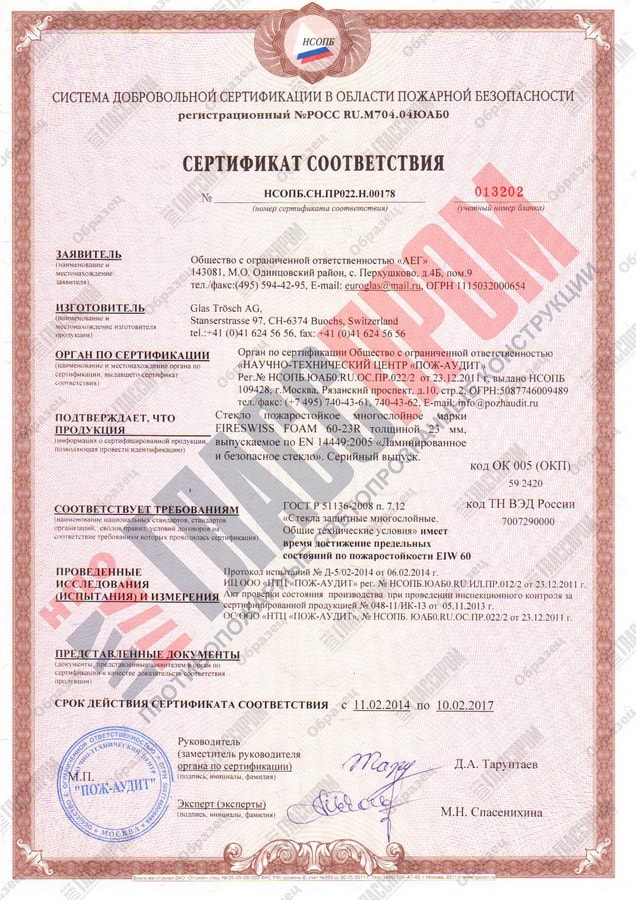 НСОПБ
СИСТЕМА ДОБРОВОЛЬНОЙ СЕРТИФИКАЦИИ В ОБЛАСТИ ПОЖАРНОЙ БЕЗОПАСНОСТИ
регистрационный №РОСС RU.М704.04ЮАБ0
СЕРТИФИКАТ СООТВЕТСТВИЯ
№ НСОПБ.CH.ПР022.Н.00178 013202
(номер сертификата соответствия) (учетный номер бланка)
ЗАЯВИТЕЛЬ
(наименование и
местонахождение
заявителя)
Общество с ограниченной ответственностью «АЕГ»
143081, М.О. Одинцовский район, с. Перхушково, д.4Б, пом.9
тел./факс:(495) 594-42-95, E-mail: euroglas@mail.ru, ОГРН 1115032000654
ИЗГОТОВИТЕЛЬ
(наименование и
местонахождение изготовителя
продукции)
Glas Trösch AG,
Stanserstrasse 97, CH-6374 Buochs, Switzerland
tel.:+41 (0)41 624 56 56, fax: +41 (0)41 624 56 56
ОРГАН ПО СЕРТИФИКАЦИИ
(наименование и местонахождение органа по
сертификации, выдавшего сертификат
соответствия)
Орган по сертификации Общество с ограниченной ответственностью
«НАУЧНО-ТЕХНИЧЕСКИЙ ЦЕНТР «ПОЖ-АУДИТ»
Рег.№ НСОПБ.ЮАБ0.RU.ОС.ПР.022/2 от 23.12.2011г. выдано НСОПБ
109428, г.Москва, Рязанский проспект, д.10, стр.2, ОГРН:5087746009489
тел. факс: (+7 495) 740-43-61, 740-43-62. E-mail: info@pozhaudit.ru
ПОДТВЕРЖДАЕТ, ЧТО
ПРОДУКЦИЯ
(информация о сертифицированной продукции,
позволяющая провести идентификацию)
Стекло пожаростойкое многослойное марки
FIRESWISS FOAM 60-23R толщиной 23 мм,
выпускаемое по EN 14449:2005 «Ламинированное
и безопасное стекло». Серийный выпуск.
код ОК 005 (ОКП)
59 2420
СООТВЕТСТВУЕТ ТРЕБОВАНИЯМ
(наименование национальных стандартов, стандартов
организаций, сводов правил, условий договоров на
соответствие требованиям которых проводилась сертификация)
ГОСТ Р 51136-2008 п. 7.12
«Стекла защитные многослойные.
Общие технические условия» имеет
время достижение предельных
состояний по пожаростойкости EIW 60
код ТН ВЭД России
7007290000
ПРОВЕДЕННЫЕ
ИССЛЕДОВАНИЯ
(ИСПЫТАНИЯ) И ИЗМЕРЕНИЯ
Протокол испытаний № Д-5/02-2014 от 06.02.2014 г.
ИЦ ООО «НТЦ «ПОЖ-АУДИТ» рег. № НСОПБ.ЮАБ0.RU.ИЛ.ПР.012/2 от 23.12.2011 г.
Акт проверки состояния производства при проведении инспекционного контроля за
сертифицированной продукцией № 048-11/ИК-13 от 05.11.2013 г.
ОС ООО «НТЦ «ПОЖ-АУДИТ», № НСОПБ. ЮАБ0.RU.ОС.ПР.022/2 от 23.12.2011 г.
ПРЕДСТАВЛЕННЫЕ ДОКУМЕНТЫ
(документы, представленные заявителем в орган по
сертификации в качестве доказательств соответствия
продукции)
СРОК ДЕЙСТВИЯ СЕРТИФИКАТА СООТВЕТСТВИЯ с 11.02.2014 по 10.02.2017
М.П.
"ПОЖ-АУДИТ"
МОСКВА
Руководитель
(заместитель руководителя
органа по сертификации)
(подпись, инициалы, фамилия)
Д.А. Тарунтаев
Эксперт (эксперты)
(подпись, инициалы, фамилия)
М.Н. Спасенихина
НПО ГЛАССПРОМ
ПРОТИВОПОЖАРНЫЕ СВЕТОПРОЗРАЧНЫЕ КОНСТРУКЦИИ
Образец